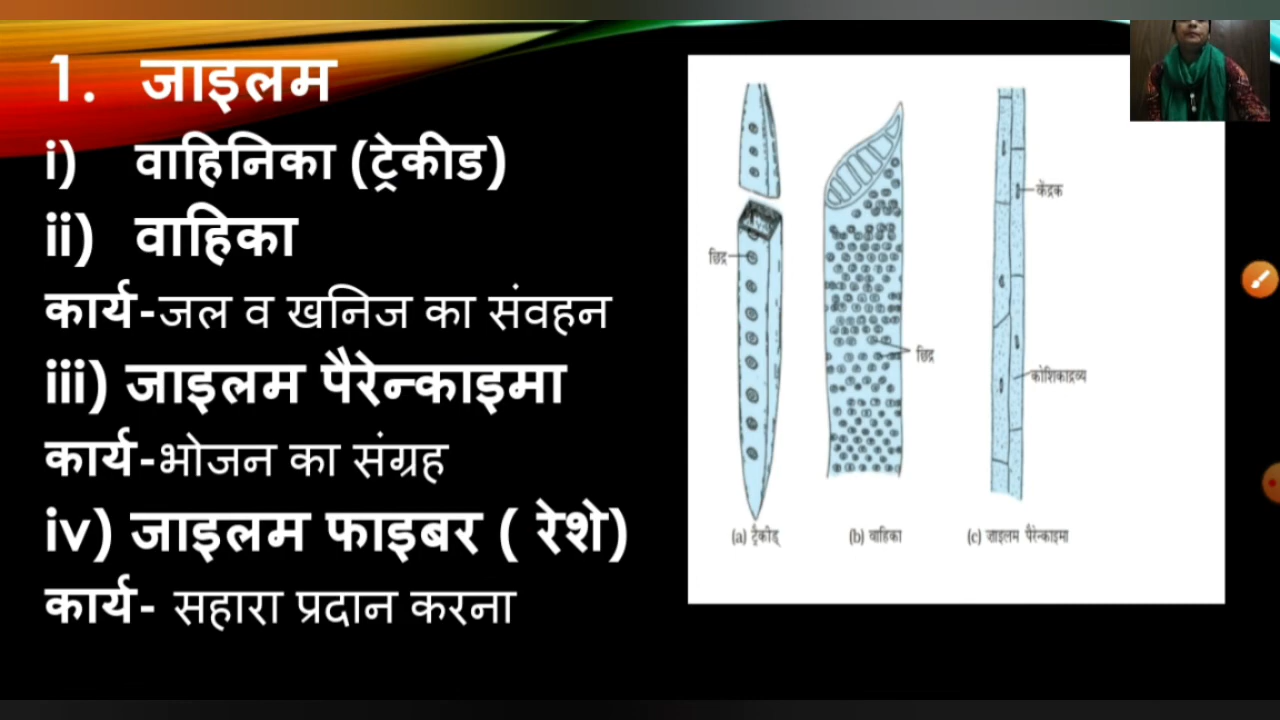 1. जाइलम
i) वाहिनिका (ट्रेकीड)
ii) वाहिका
कार्य-जल व खनिज का संवहन
iii) जाइलम पैरेन्काइमा
कार्य-भोजन का संग्रह
iv) जाइलम फाइबर ( रेशे)
कार्य- सहारा प्रदान करना
केंद्रक
छिद्र
छिद्र
कोशिकाद्रव्य
(a) ट्रैकीड्
(b) वाहिका
(c) जाइलम पैरेन्काइमा